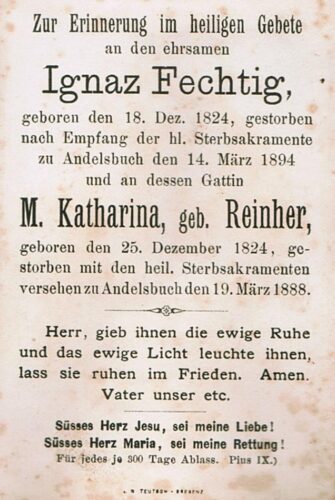 Zur Erinnerung im heiligen Gebete
an den ehrsamen
Ignaz Fechtig,
geboren den 18. Dez. 1824, gestorben
nach Empfang der hl. Sterbsakramente
zu Andelsbuch den 14. März 1894
und an dessen Gattin
M. Katharina, geb. Reinher,
geboren den 25. Dezember 1824, ge-
storben mit den heil. Sterbsakramenten
versehen zu Andelsbuch den 19. März 1888.
Herr, gieb ihnen die ewige Ruhe
und das ewige Licht leuchte ihnen,
lass sie ruhen im Frieden. Amen.
Vater unser etc.
Süsses Herz Jesu, sei meine Liebe!
Süsses Herz Maria, sei meine Rettung!
Für jedes je 300 Tage Ablass. Pius IX.)
J. N. TEUTSCH — BREGENZ